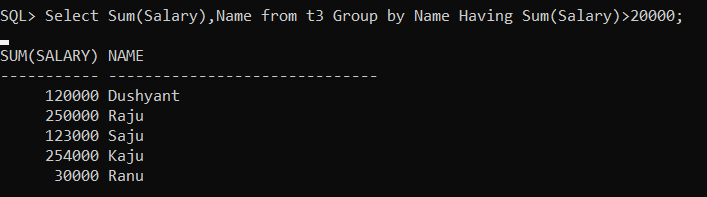 SQL> Select Sum(Salary),Name from t3 Group by Name Having Sum(Salary)>20000;
SUM(SALARY) NAME
----------- ------------------------------
     120000 Dushyant
     250000 Raju
     123000 Saju
     254000 Kaju
      30000 Ranu